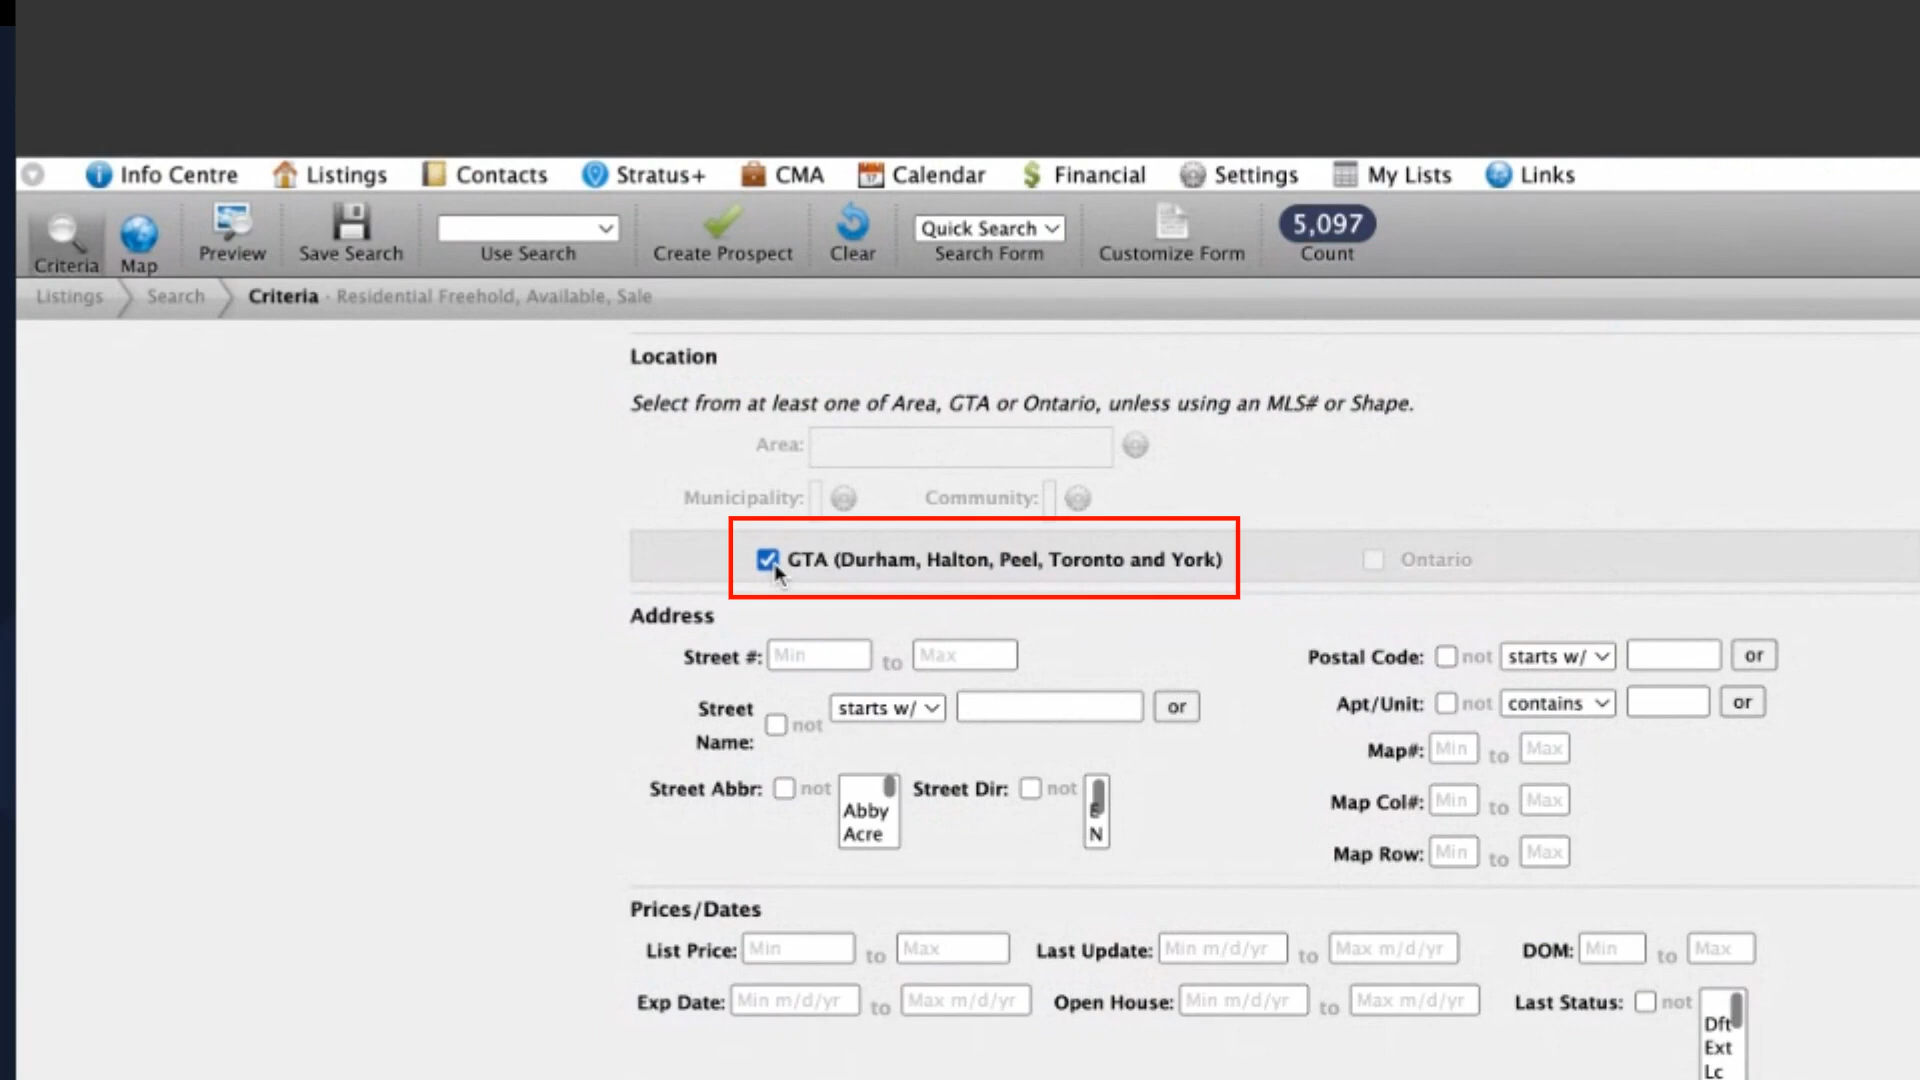 Info Centre Listings Contacts Stratus+ CMA Calendar Financial Settings My Lists Links
Criteria Map Preview Save Search Use Search Create Prospect Clear Quick Search Search Form Customize Form 5,097 Count
Listings Search Criteria - Residential Freehold, Available, Sale
Location
Select from at least one of Area, GTA or Ontario, unless using an MLS# or Shape.
Area:
Municipality: Community:
GTA (Durham, Halton, Peel, Toronto and York) Ontario
Address
Street #: Min to Max Postal Code: not starts w/ or
Street Name: not starts w/ or Apt/Unit: not contains or
Map#: Min to Max
Street Abbr: not Abby Acre Street Dir: not E N Map Col#: Min to Max
Map Row: Min to Max
Prices/Dates
List Price: Min to Max Last Update: Min m/d/yr to Max m/d/yr DOM: Min to Max
Exp Date: Min m/d/yr to Max m/d/yr Open House: Min m/d/yr to Max m/d/yr Last Status: not Dft
Ext
Lc